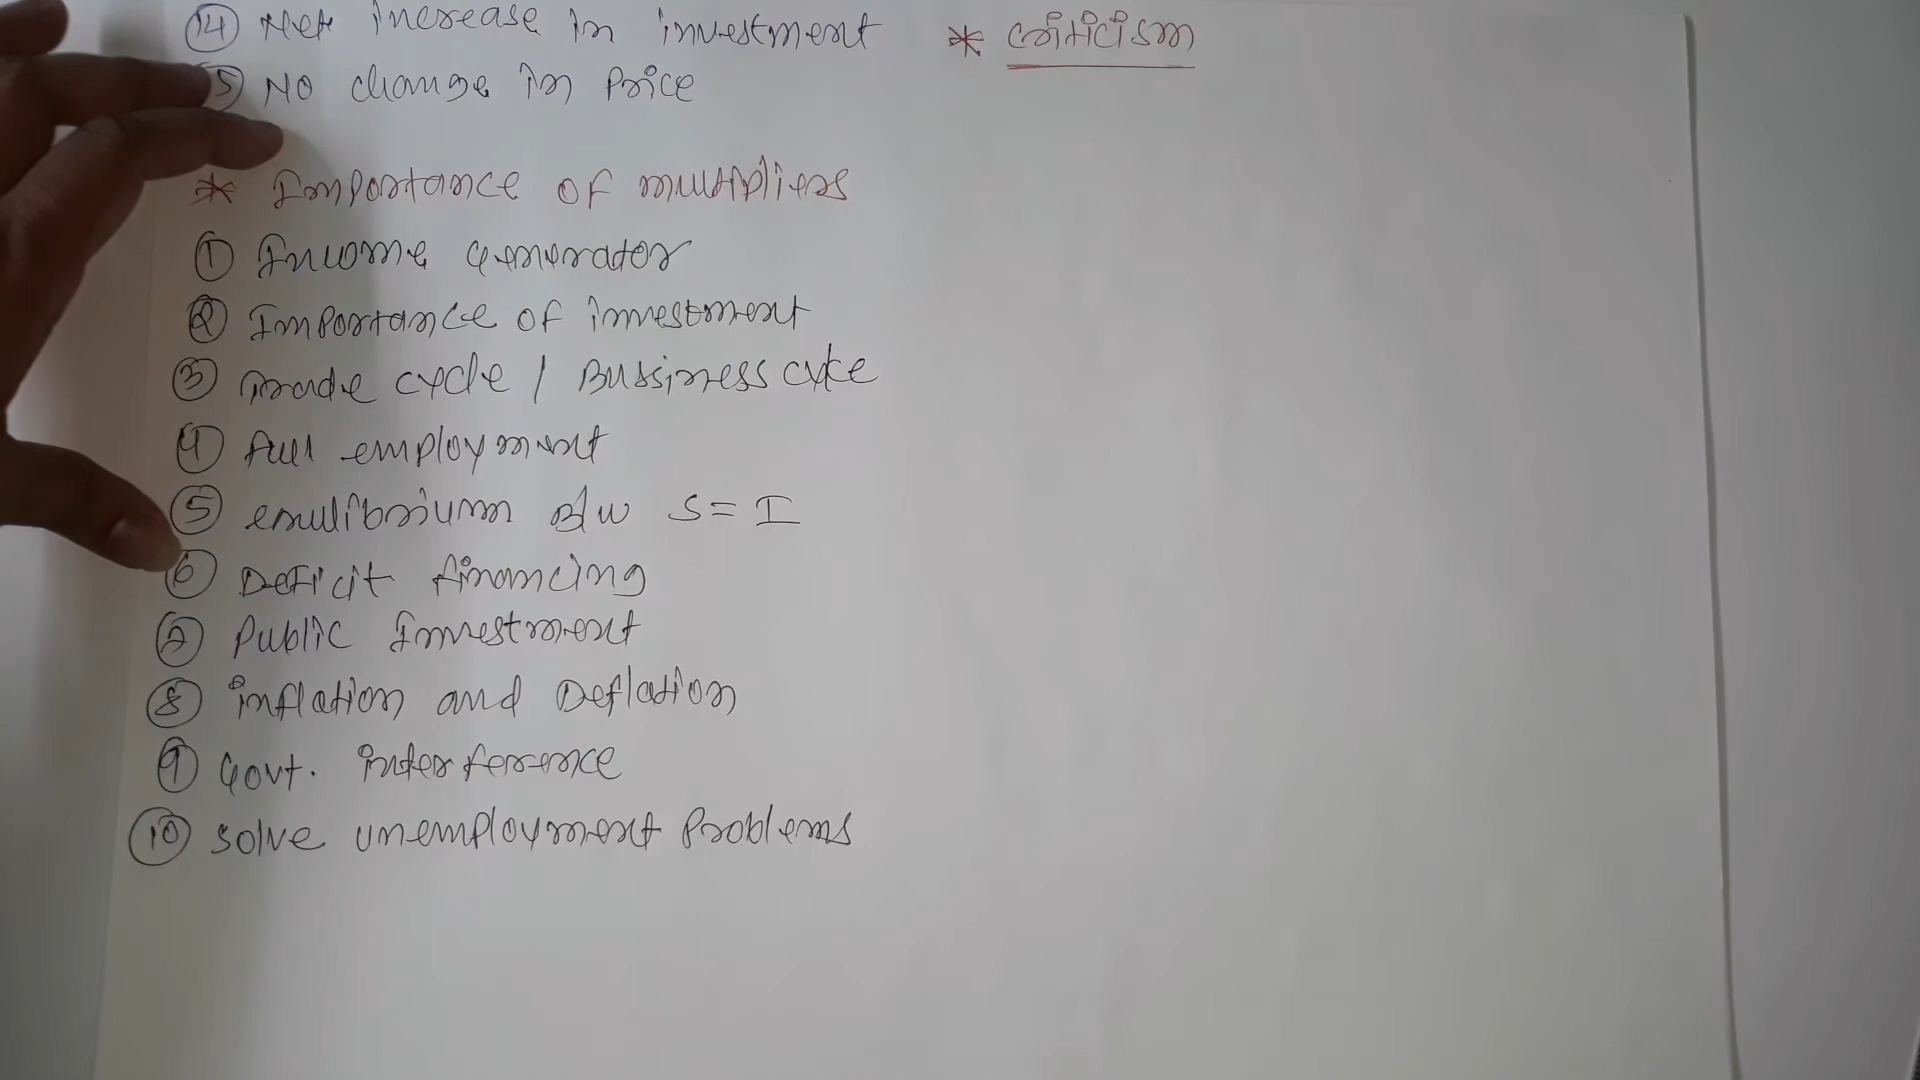 14 Net increase in investment
5 No change in Price
* Importance of multipliers
1 Income Generator
2 Importance of investment
3 Trade cycle / Bussiness cycle
4 full employment
5 equilibrium b/w S = I
6 Deficit financing
7 Public Investment
8 inflation and Deflation
9 Govt. interference
10 solve unemployment Problems
* criticism